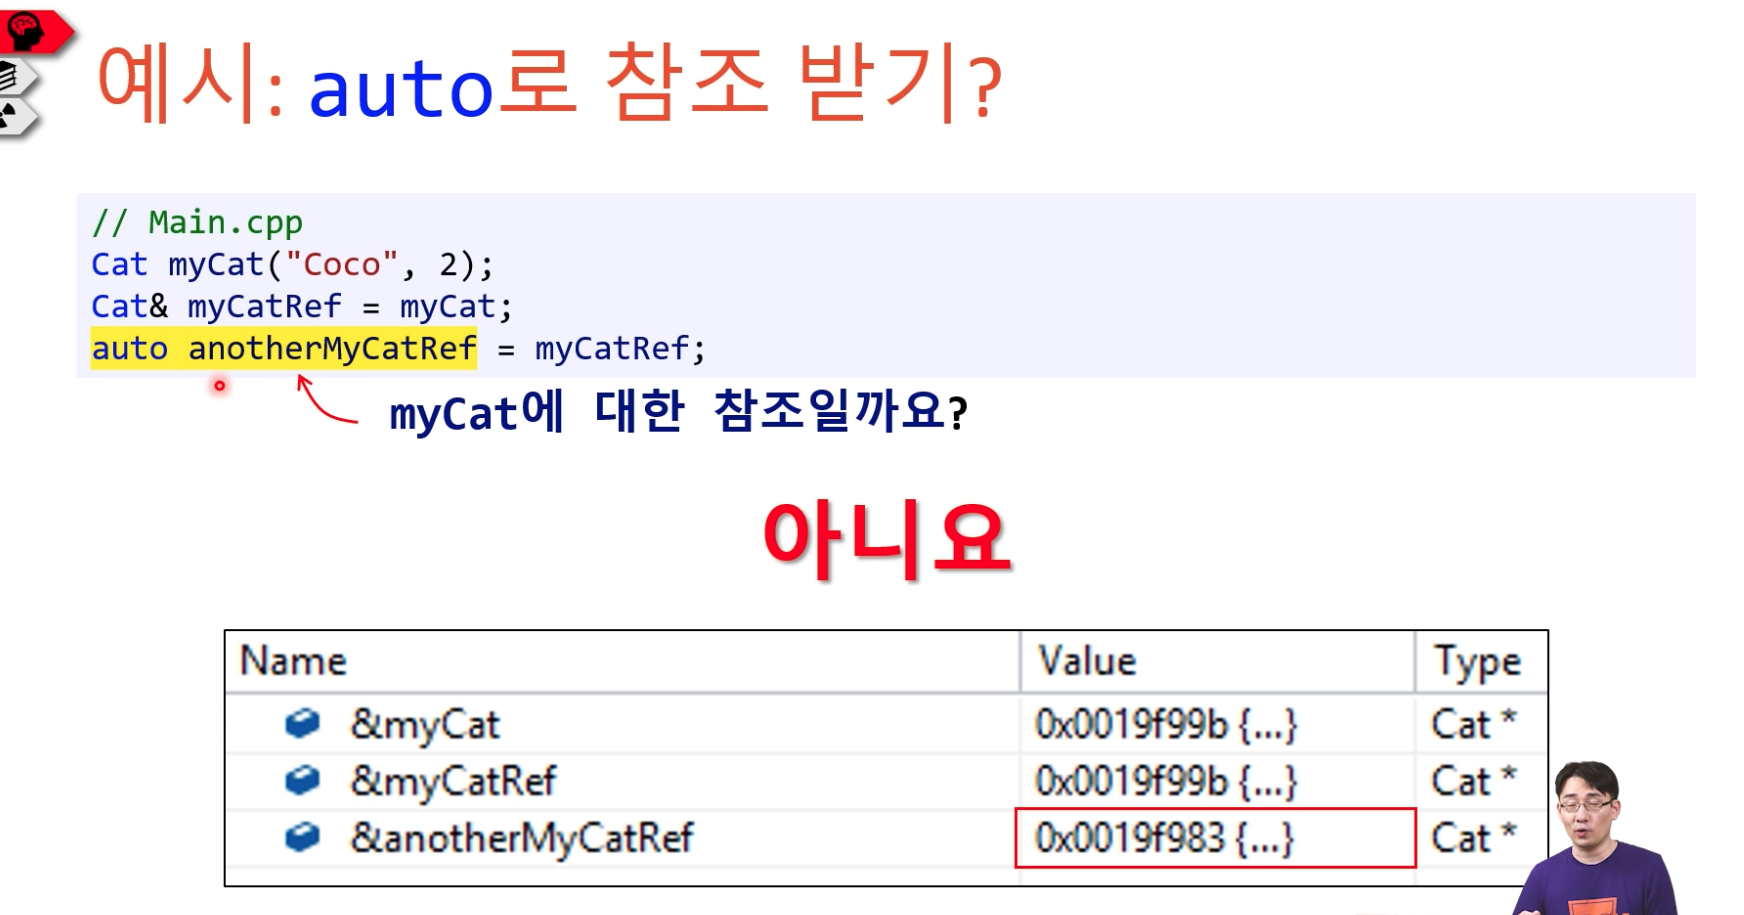 예시: auto로 참조 받기?
// Main.cpp
Cat myCat("Coco", 2);
Cat& myCatRef = myCat;
auto anotherMyCatRef = myCatRef;
myCat에 대한 참조일까요?
아니요
Name Value Type
&myCat 0x0019f99b {...} Cat *
&myCatRef 0x0019f99b {...} Cat *
&anotherMyCatRef 0x0019f983 {...} Cat *